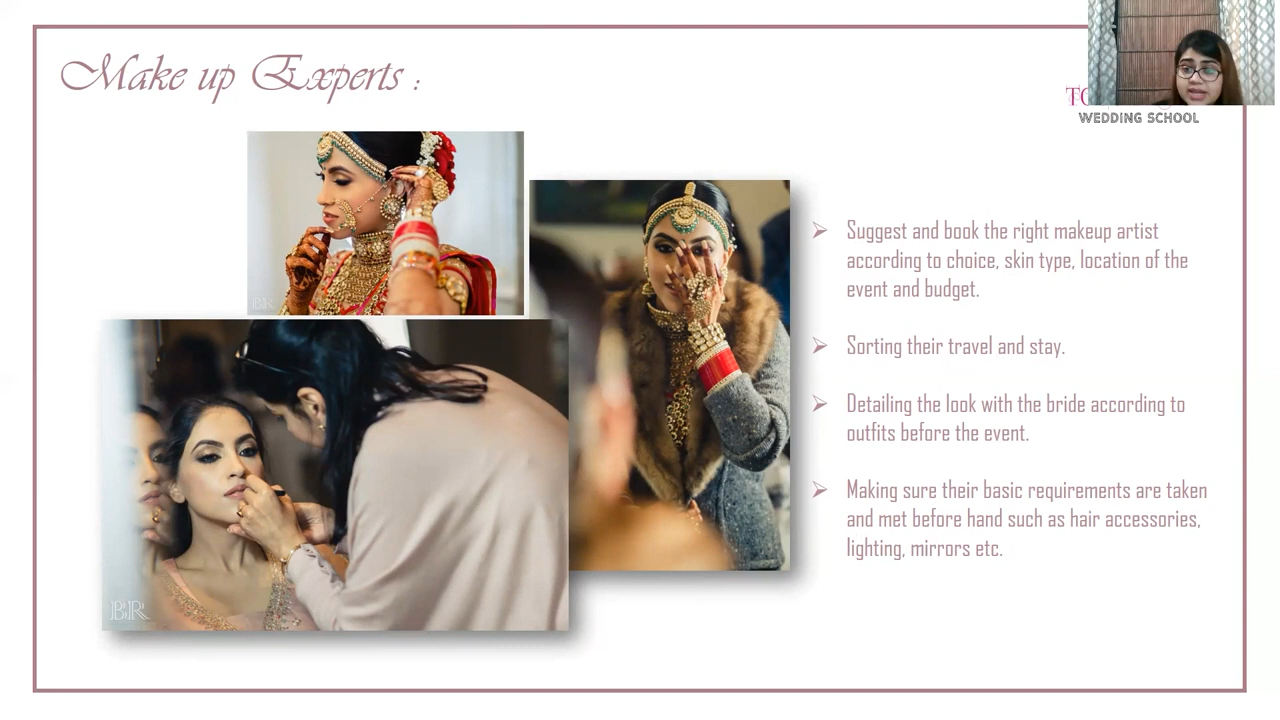 Make up Experts :
WEDDING SCHOOL
➢ Suggest and book the right makeup artist
according to choice, skin type, location of the
event and budget.
➢ Sorting their travel and stay.
➢ Detailing the look with the bride according to
outfits before the event.
➢ Making sure their basic requirements are taken
and met before hand such as hair accessories,
lighting, mirrors etc.
BR
BR